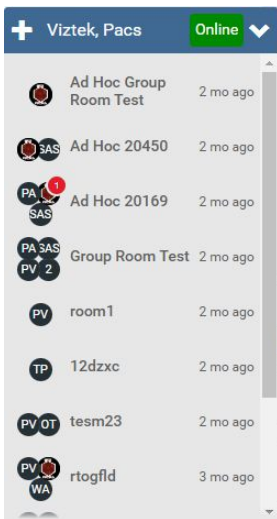 Viztek, Pacs
Online
Ad Hoc Group
Room Test
2 mo ago
SAS
Ad Hoc 20450
2 mo ago
PA
1
SAS
Ad Hoc 20169
2 mo ago
PA SAS
PV 2
Group Room Test
2 mo ago
PV
room1
2 mo ago
TP
12dzxc
2 mo ago
PV OT
tesm23
2 mo ago
PV
WA
rtogfld
3 mo ago